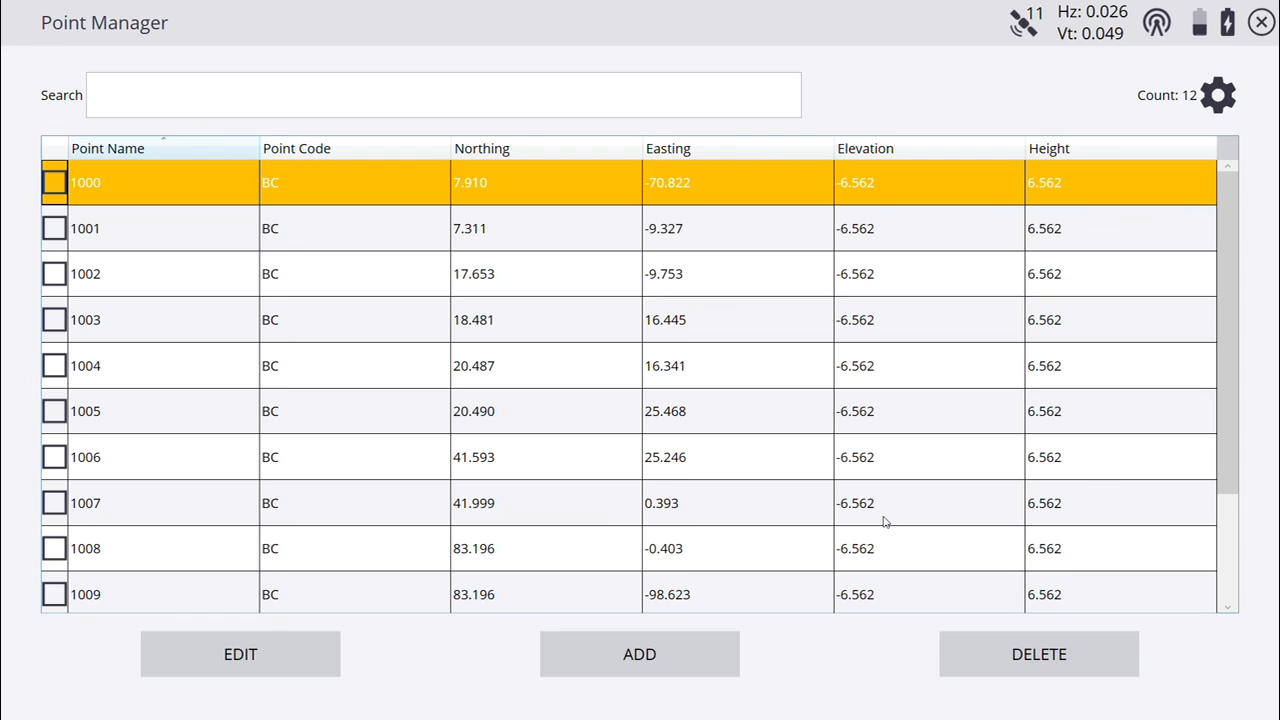 Point Manager
11
Hz: 0.026
Vt: 0.049
Search
Count: 12
Point Name Point Code Northing Easting Elevation Height
1000 BC 7.910 -70.822 -6.562 6.562
1001 BC 7.311 -9.327 -6.562 6.562
1002 BC 17.653 -9.753 -6.562 6.562
1003 BC 18.481 16.445 -6.562 6.562
1004 BC 20.487 16.341 -6.562 6.562
1005 BC 20.490 25.468 -6.562 6.562
1006 BC 41.593 25.246 -6.562 6.562
1007 BC 41.999 0.393 -6.562 6.562
1008 BC 83.196 -0.403 -6.562 6.562
1009 BC 83.196 -98.623 -6.562 6.562
EDIT ADD DELETE